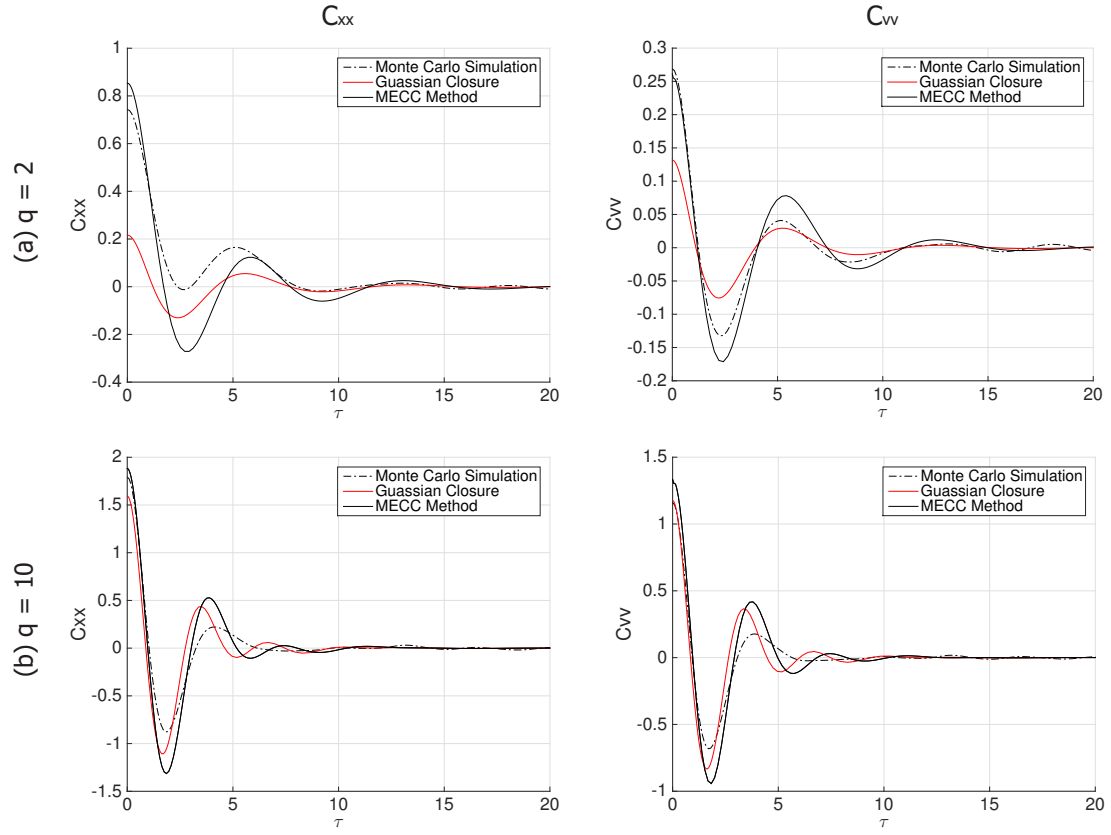 Cxx
Cvv
(a) q = 2
1
0.8
0.6
0.4
0.2
0
-0.2
-0.4
Cxx
0
5
10
15
20
τ
Monte Carlo Simulation
Guassian Closure
MECC Method
0.3
0.25
0.2
0.15
0.1
0.05
0
-0.05
-0.1
-0.15
-0.2
Cvv
0
5
10
15
20
τ
Monte Carlo Simulation
Guassian Closure
MECC Method
(b) q = 10
2
1.5
1
0.5
0
-0.5
-1
-1.5
Cxx
0
5
10
15
20
τ
Monte Carlo Simulation
Guassian Closure
MECC Method
1.5
1
0.5
0
-0.5
-1
Cvv
0
5
10
15
20
τ
Monte Carlo Simulation
Guassian Closure
MECC Method